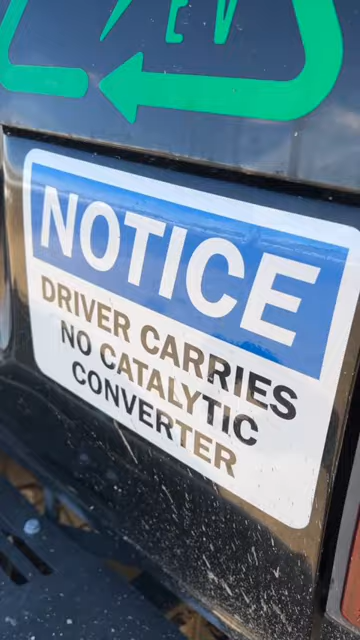 EV
NOTICE
DRIVER CARRIES
NO CATALYTIC
CONVERTER